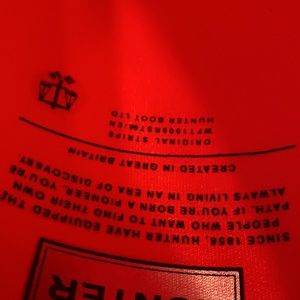 NTER
SINCE 1856, HUNTER HAVE EQUIPPED THE
PEOPLE WHO WANT TO FIND THEIR OWN
PATH. IF YOU'RE BORN A PIONEER, YOU'RE
ALWAYS LIVING IN AN ERA OF DISCOVERY
CREATED IN GREAT BRITAIN
ORIGINAL STRIPE
HUNTER BOOT LTD